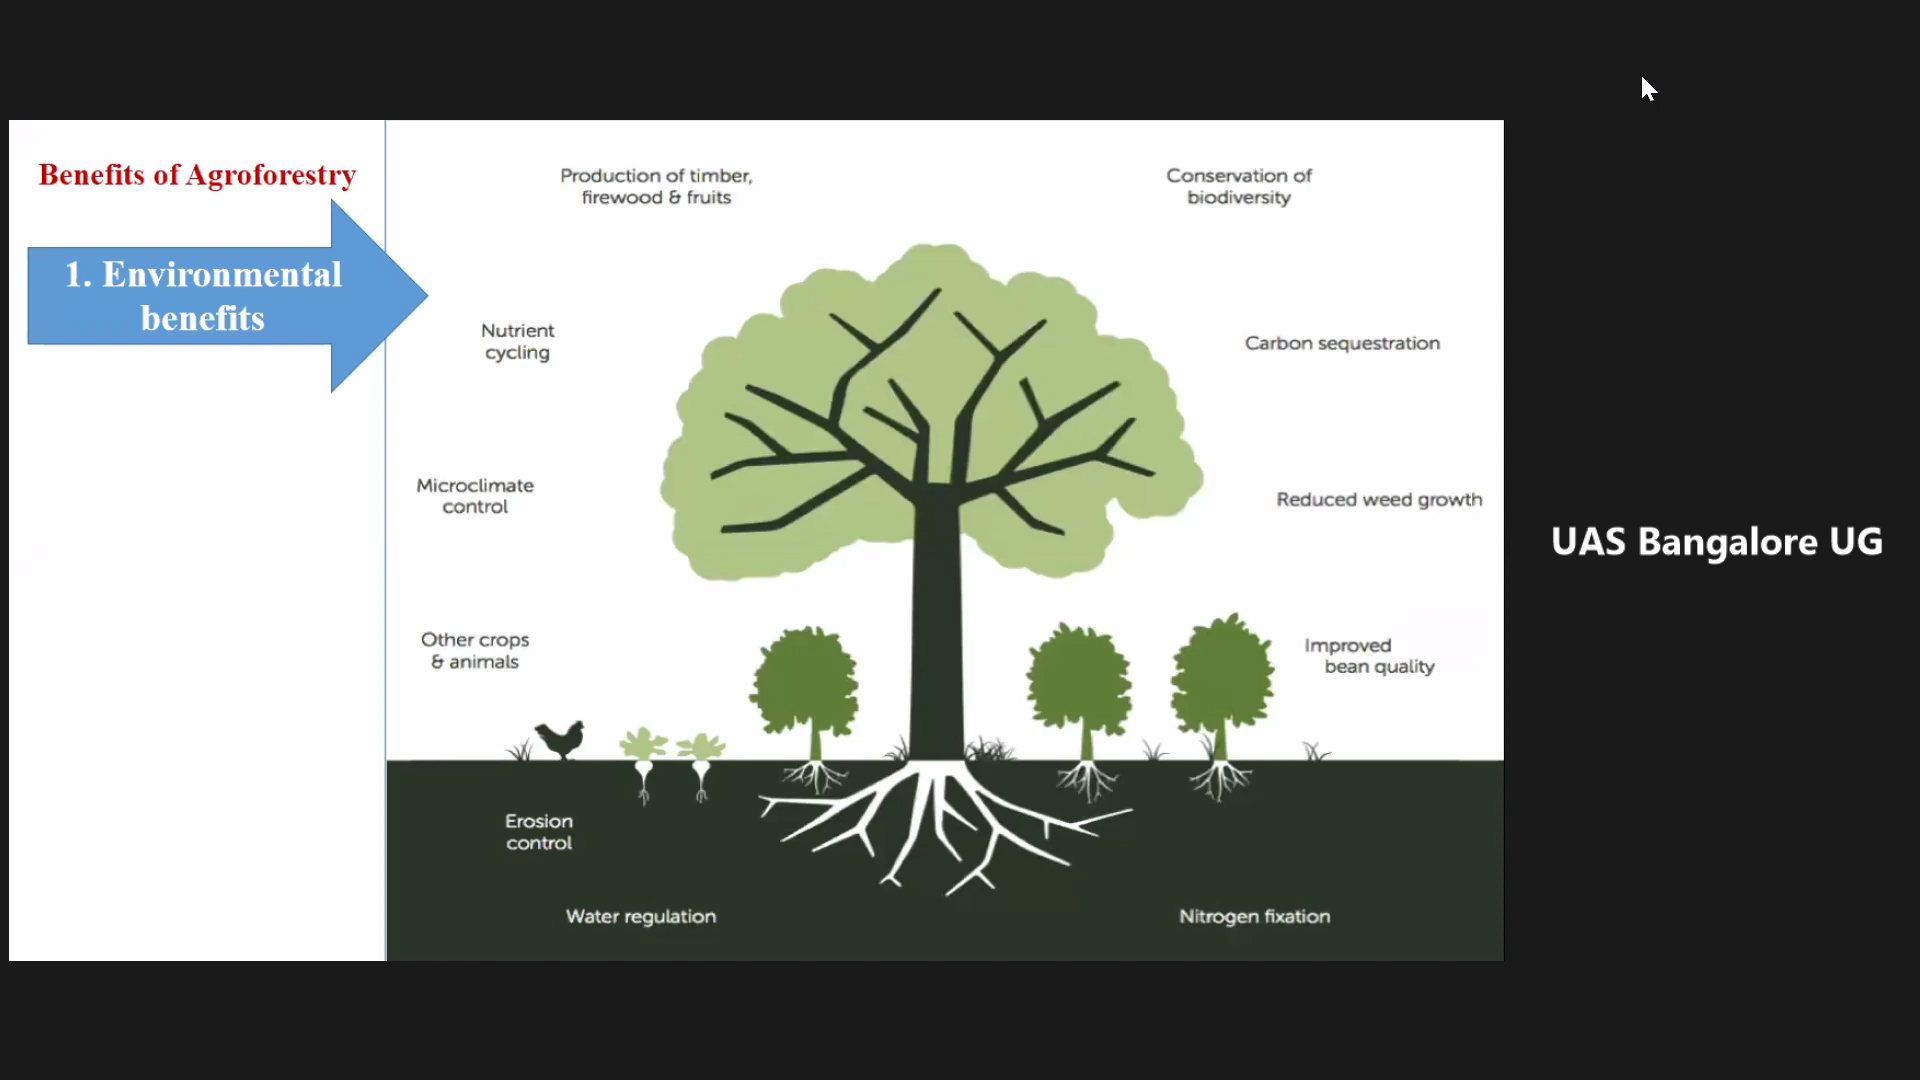 Benefits of Agroforestry
1. Environmental
benefits
Production of timber,
firewood & fruits
Conservation of
biodiversity
Nutrient
cycling
Carbon sequestration
Microclimate
control
Reduced weed growth
Other crops
& animals
Improved
bean quality
Erosion
control
Water regulation
Nitrogen fixation
UAS Bangalore UG